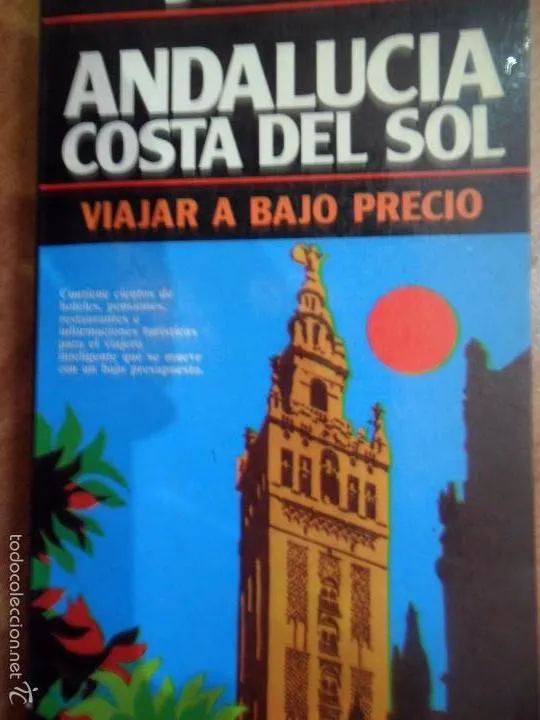 ANDALUCIA
COSTA DEL SOL
VIAJAR A BAJO PRECIO
Contiene cientos de
hoteles, pensiones,
restaurantes e
informaciones turísticas
para el viajero
inteligente que se mueve
con un bajo presupuesto.
todocoleccion.net